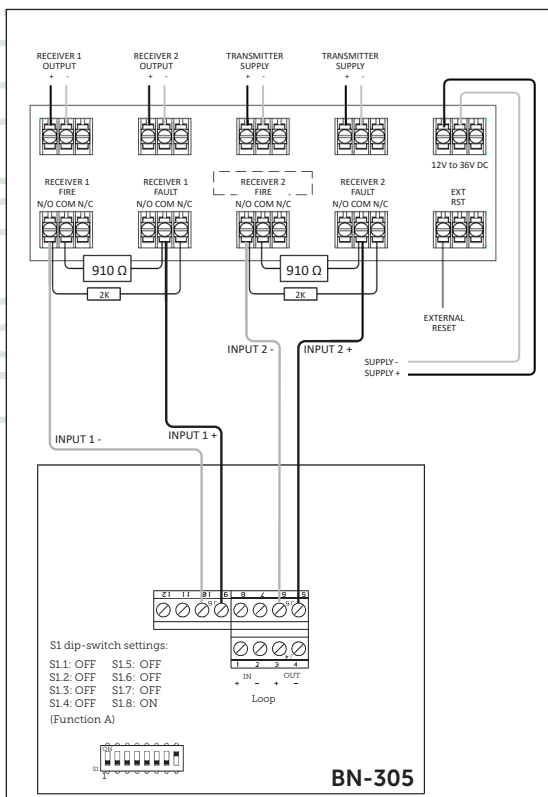 RECEIVER 1
OUTPUT
+ -
RECEIVER 2
OUTPUT
+ -
TRANSMITTER
SUPPLY
+ -
TRANSMITTER
SUPPLY
+ -
12V to 36V DC
RECEIVER 1
FIRE
N/O COM N/C
RECEIVER 1
FAULT
N/O COM N/C
RECEIVER 2
FIRE
N/O COM N/C
RECEIVER 2
FAULT
N/O COM N/C
EXT
RST
910 Ω
2K
910 Ω
2K
EXTERNAL
RESET
INPUT 2 -
INPUT 2 +
SUPPLY -
SUPPLY +
INPUT 1 -
INPUT 1 +
12 11 10 9 8 7 6 5
J6
J5
J4
1 2 3 4
+ IN - + OUT -
Loop
S1 dip-switch settings:
S1.1: OFF S1.5: OFF
S1.2: OFF S1.6: OFF
S1.3: OFF S1.7: OFF
S1.4: OFF S1.8: ON
(Function A)
ON
S1
1
BN-305